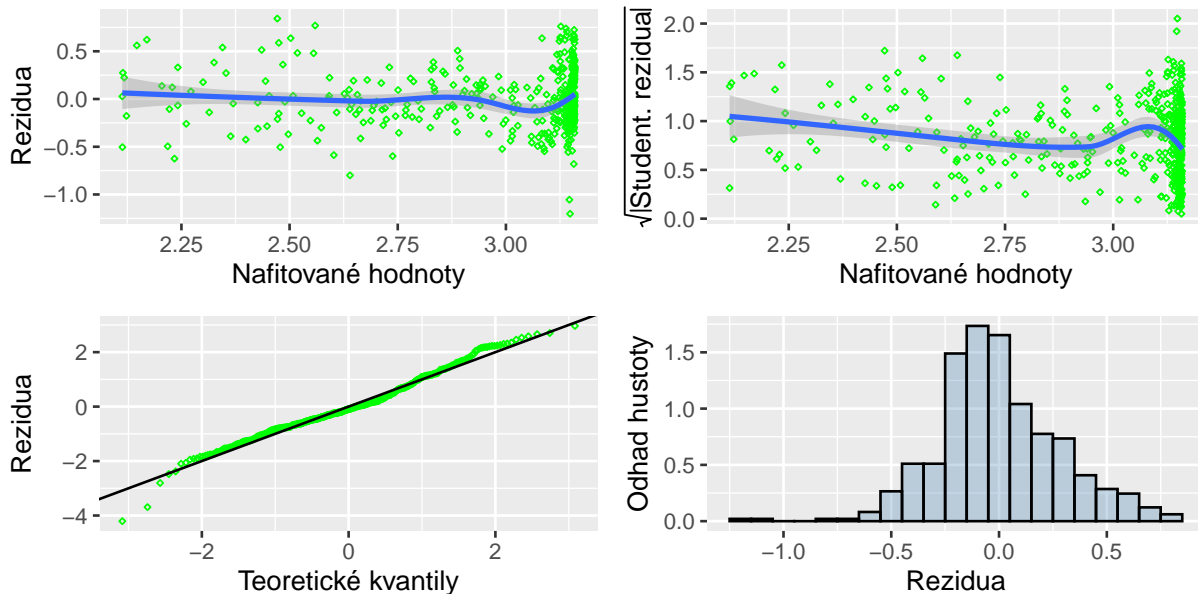 Rezidua
0.5
0.0
−0.5
−1.0
2.25 2.50 2.75 3.00
Nafitované hodnoty
√|Student. rezidual
2.0
1.5
1.0
0.5
0.0
2.25 2.50 2.75 3.00
Nafitované hodnoty
Rezidua
2
0
−2
−4
−2 0 2
Teoretické kvantily
Odhad hustoty
1.5
1.0
0.5
0.0
−1.0 −0.5 0.0 0.5
Rezidua